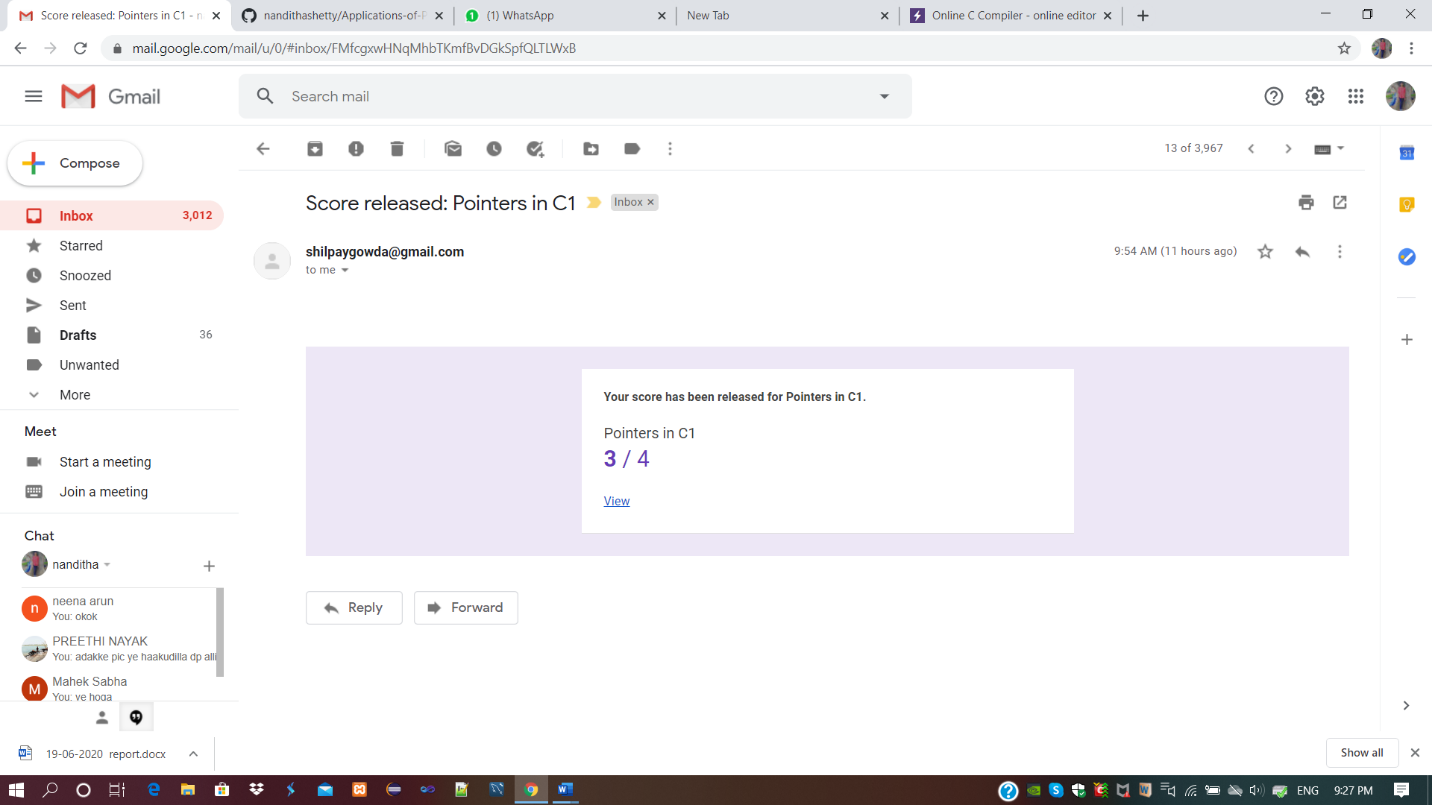 Score released: Pointers in C1 - n
nandithashetty/Applications-of-P
(1) WhatsApp
New Tab
Online C Compiler - online editor
mail.google.com/mail/u/0/#inbox/FMfcgxwHNqMhbTKmfBvDGkSpfQLTLWxB
Gmail
Search mail
Compose
13 of 3,967
Score released: Pointers in C1
Inbox
Inbox 3,012
Starred
Snoozed
Sent
Drafts 36
Unwanted
More
shilpaygowda@gmail.com
9:54 AM (11 hours ago)
to me
Your score has been released for Pointers in C1.
Pointers in C1
3 / 4
View
Reply
Forward
Meet
Start a meeting
Join a meeting
Chat
nanditha
neena arun
You: okok
PREETHI NAYAK
You: adakke pic ye haakudilla dp alli
Mahek Sabha
You: ye hoga
19-06-2020 report.docx
Show all
ENG
9:27 PM